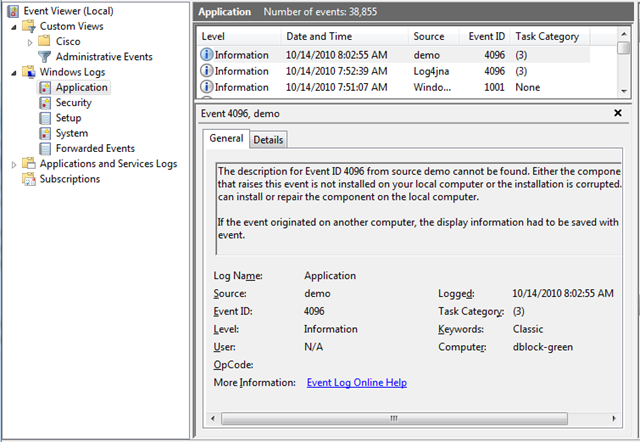 Event Viewer (Local)
Custom Views
Cisco
Administrative Events
Windows Logs
Application
Security
Setup
System
Forwarded Events
Applications and Services Logs
Subscriptions
Application Number of events: 38,855
Level Date and Time Source Event ID Task Category
Information 10/14/2010 8:02:55 AM demo 4096 (3)
Information 10/14/2010 7:52:39 AM Log4jna 4096 (3)
Information 10/14/2010 7:51:07 AM Windo... 1001 None
Event 4096, demo
General Details
The description for Event ID 4096 from source demo cannot be found. Either the compone
that raises this event is not installed on your local computer or the installation is corrupted.
can install or repair the component on the local computer.
If the event originated on another computer, the display information had to be saved with
event.
Log Name: Application
Source: demo Logged: 10/14/2010 8:02:55 AM
Event ID: 4096 Task Category: (3)
Level: Information Keywords: Classic
User: N/A Computer: dblock-green
OpCode:
More Information: Event Log Online Help